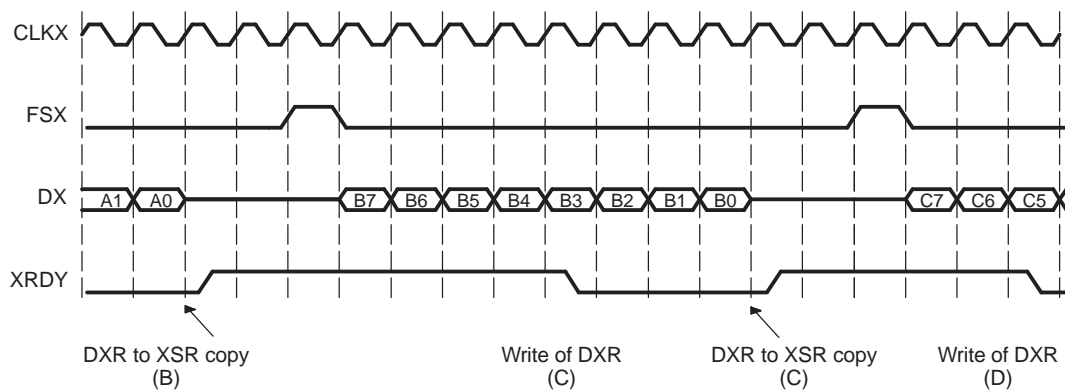 CLKX
FSX
DX A1 A0 B7 B6 B5 B4 B3 B2 B1 B0 C7 C6 C5
XRDY
DXR to XSR copy Write of DXR DXR to XSR copy Write of DXR
(B) (C) (C) (D)